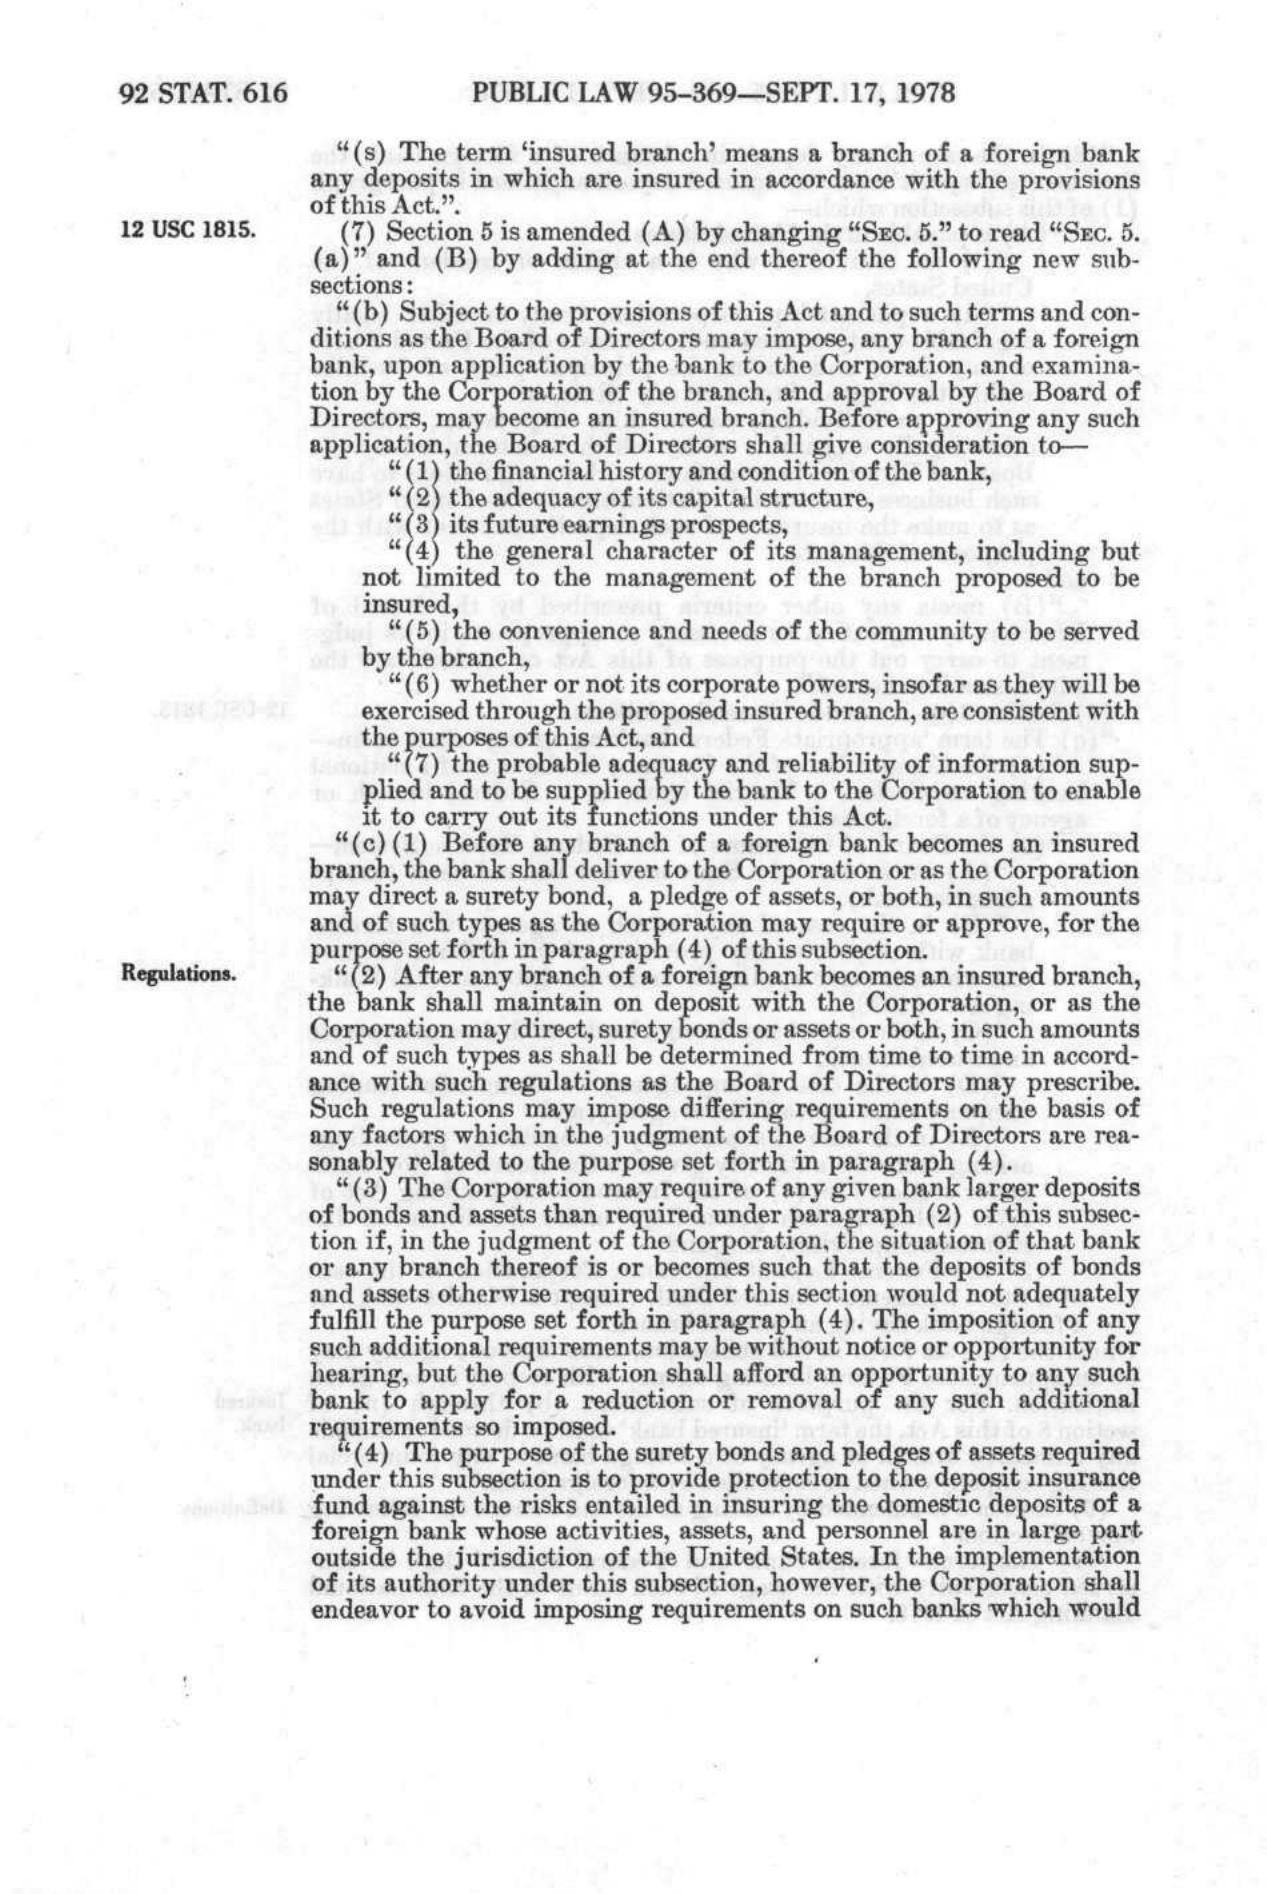 92 STAT. 616 PUBLIC LAW 95–369—SEPT. 17, 1978
“(s) The term ‘insured branch’ means a branch of a foreign bank
any deposits in which are insured in accordance with the provisions
of this Act.”.
12 USC 1815.
(7) Section 5 is amended (A) by changing “SEC. 5.” to read “SEC. 5.
(a)” and (B) by adding at the end thereof the following new sub-
sections:
“(b) Subject to the provisions of this Act and to such terms and con-
ditions as the Board of Directors may impose, any branch of a foreign
bank, upon application by the bank to the Corporation, and examina-
tion by the Corporation of the branch, and approval by the Board of
Directors, may become an insured branch. Before approving any such
application, the Board of Directors shall give consideration to—
“(1) the financial history and condition of the bank,
“(2) the adequacy of its capital structure,
“(3) its future earnings prospects,
“(4) the general character of its management, including but
not limited to the management of the branch proposed to be
insured,
“(5) the convenience and needs of the community to be served
by the branch,
“(6) whether or not its corporate powers, insofar as they will be
exercised through the proposed insured branch, are consistent with
the purposes of this Act, and
“(7) the probable adequacy and reliability of information sup-
plied and to be supplied by the bank to the Corporation to enable
it to carry out its functions under this Act.
“(c)(1) Before any branch of a foreign bank becomes an insured
branch, the bank shall deliver to the Corporation or as the Corporation
may direct a surety bond, a pledge of assets, or both, in such amounts
and of such types as the Corporation may require or approve, for the
purpose set forth in paragraph (4) of this subsection.
Regulations.
“(2) After any branch of a foreign bank becomes an insured branch,
the bank shall maintain on deposit with the Corporation, or as the
Corporation may direct, surety bonds or assets or both, in such amounts
and of such types as shall be determined from time to time in accord-
ance with such regulations as the Board of Directors may prescribe.
Such regulations may impose differing requirements on the basis of
any factors which in the judgment of the Board of Directors are rea-
sonably related to the purpose set forth in paragraph (4).
“(3) The Corporation may require of any given bank larger deposits
of bonds and assets than required under paragraph (2) of this subsec-
tion if, in the judgment of the Corporation, the situation of that bank
or any branch thereof is or becomes such that the deposits of bonds
and assets otherwise required under this section would not adequately
fulfill the purpose set forth in paragraph (4). The imposition of any
such additional requirements may be without notice or opportunity for
hearing, but the Corporation shall afford an opportunity to any such
bank to apply for a reduction or removal of any such additional
requirements so imposed.
“(4) The purpose of the surety bonds and pledges of assets required
under this subsection is to provide protection to the deposit insurance
fund against the risks entailed in insuring the domestic deposits of a
foreign bank whose activities, assets, and personnel are in large part
outside the jurisdiction of the United States. In the implementation
of its authority under this subsection, however, the Corporation shall
endeavor to avoid imposing requirements on such banks which would